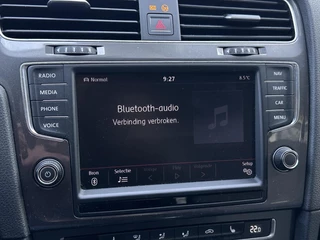 RADIO
MEDIA
PHONE
VOICE
Normal
9:27
8.5°C
Bluetooth-audio
Verbinding verbroken.
Bron
Selectie
Setup
NAV
TRAFFIC
CAR
MENU
22.0